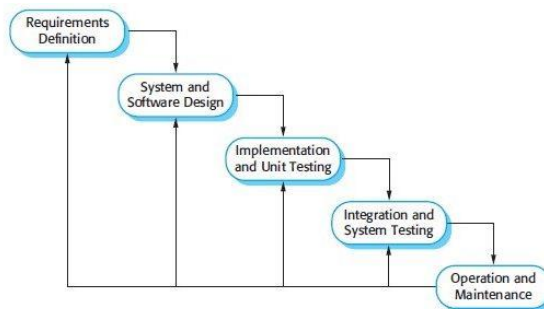 Requirements
Definition
System and
Software Design
Implementation
and Unit Testing
Integration and
System Testing
Operation and
Maintenance